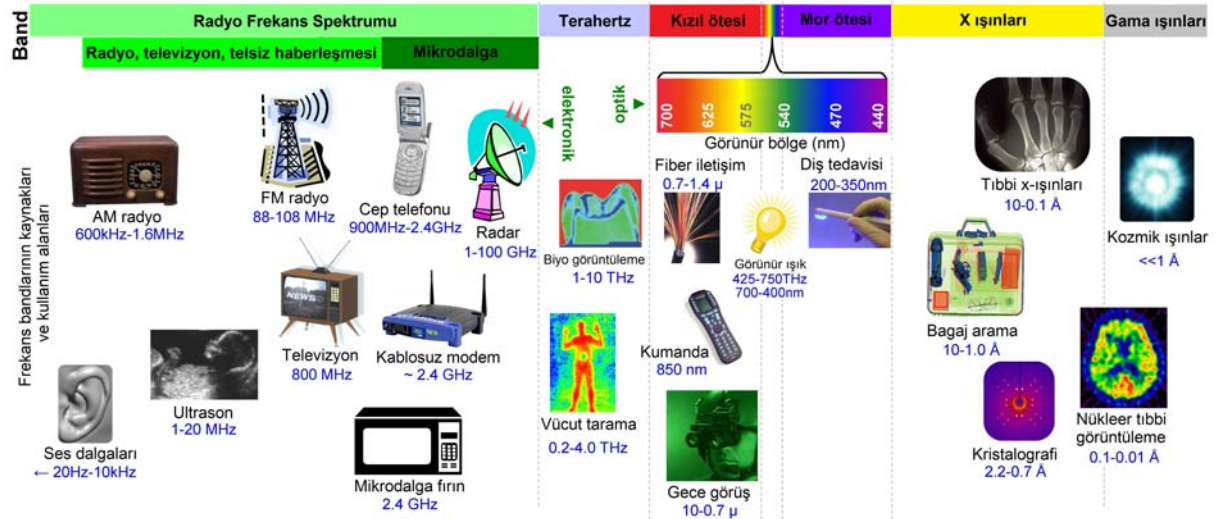 Band
Radyo Frekans Spektrumu
Terahertz
Kızıl ötesi
Mor ötesi
X ışınları
Gama ışınları
Radyo, televizyon, telsiz haberleşmesi
Mikrodalga
elektronik
optik
700 625 575 540 470 440
Görünür bölge (nm)
Frekans bandlarının kaynakları
ve kullanım alanları
AM radyo
600kHz-1.6MHz
FM radyo
88-108 MHz
Cep telefonu
900MHz-2.4GHz
Radar
1-100 GHz
Biyo görüntüleme
1-10 THz
Fiber iletişim
0.7-1.4 µ
Görünür ışık
425-750THz
700-400nm
Diş tedavisi
200-350nm
Tıbbi x-ışınları
10-0.1 Å
Kozmik ışınlar
<<1 Å
NEWS
Televizyon
800 MHz
Kablosuz modem
~ 2.4 GHz
Kumanda
850 nm
Bagaj arama
10-1.0 Å
Ses dalgaları
← 20Hz-10kHz
Ultrason
1-20 MHz
Mikrodalga fırın
2.4 GHz
Vücut tarama
0.2-4.0 THz
Gece görüş
10-0.7 µ
Kristalografi
2.2-0.7 Å
Nükleer tıbbi
görüntüleme
0.1-0.01 Å